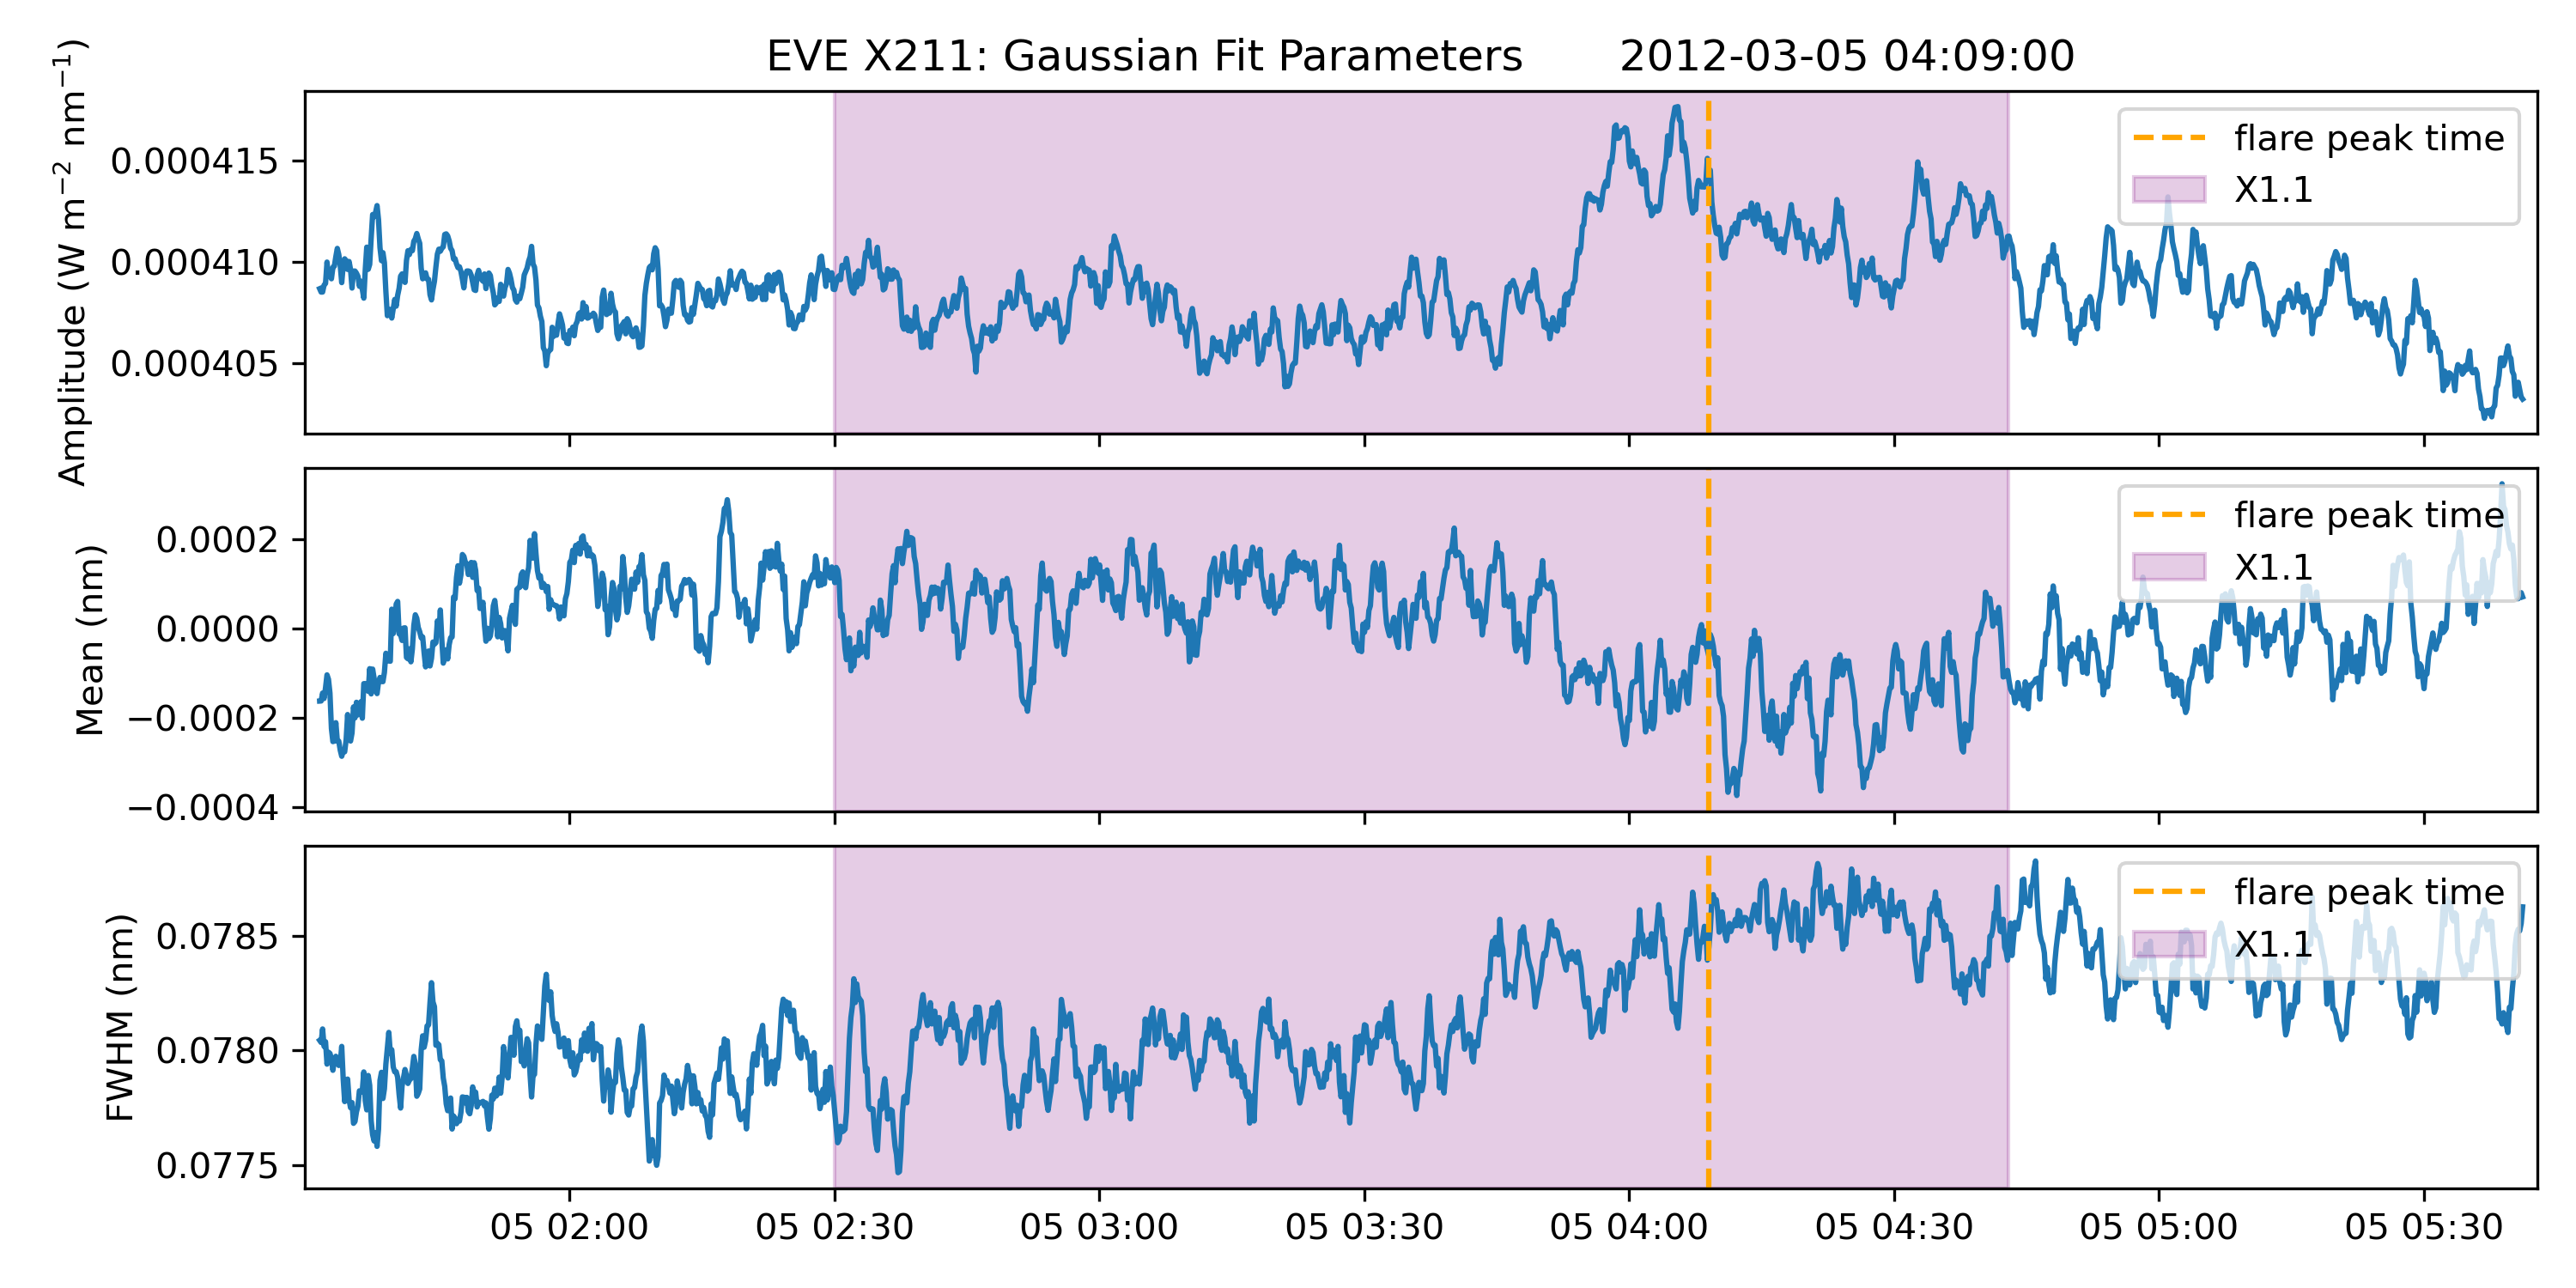 EVE X211: Gaussian Fit Parameters 2012-03-05 04:09:00
Amplitude (W m⁻² nm⁻¹)
0.000415
0.000410
0.000405
flare peak time
X1.1
Mean (nm)
0.0002
0.0000
−0.0002
−0.0004
flare peak time
X1.1
FWHM (nm)
0.0785
0.0780
0.0775
flare peak time
X1.1
05 02:00 05 02:30 05 03:00 05 03:30 05 04:00 05 04:30 05 05:00 05 05:30